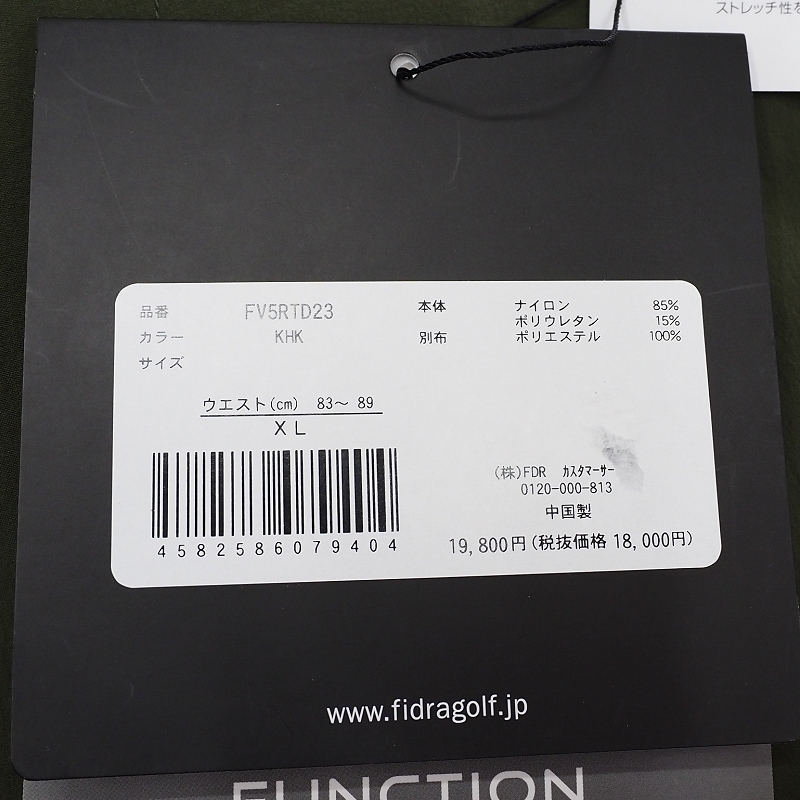 ストレッチ性を
品番 FV5RTD23
カラー KHK
サイズ
ウエスト(cm) 83〜 89
XL
4582586079404
本体 ナイロン 85%
ポリウレタン 15%
別布 ポリエステル 100%
(株)FDR カスタマーサー
0120-000-813
中国製
19,800円(税抜価格 18,000円)
www.fidragolf.jp
FUNCTION